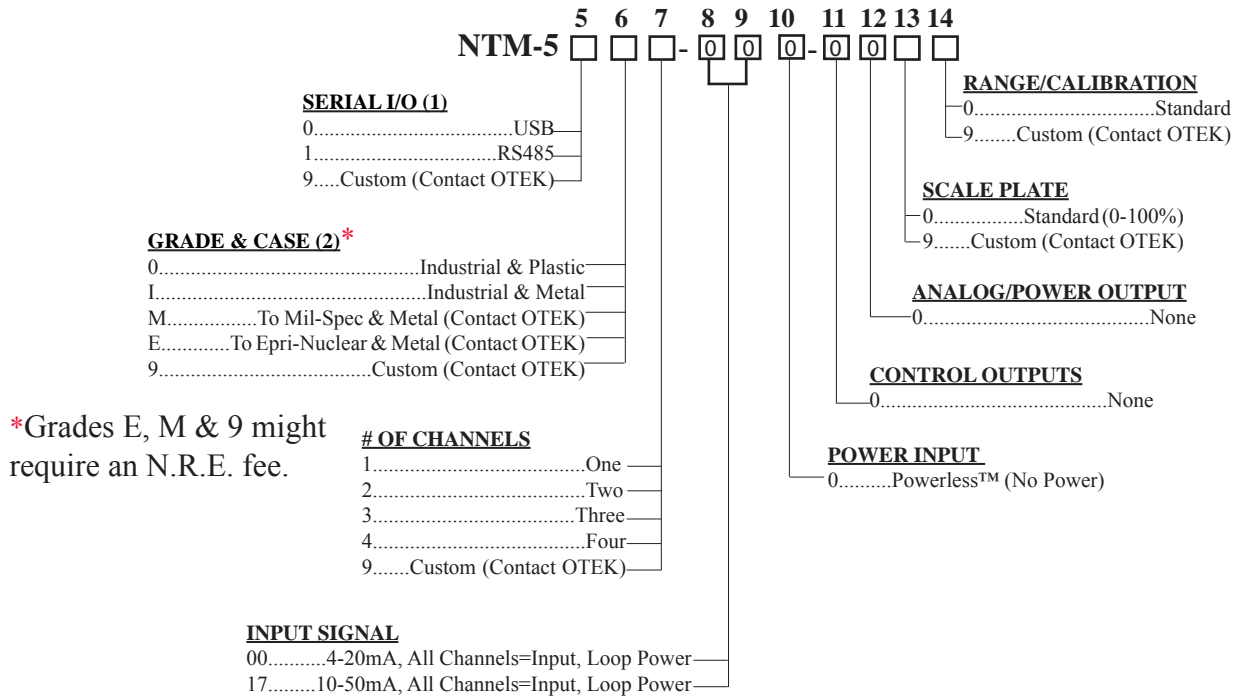 5 6 7 8 9 10 11 12 13 14
NTM-5 - 0 0 0 - 0 0
SERIAL I/O (1)
0.................................USB
1...............................RS485
9.....Custom (Contact OTEK)
GRADE & CASE (2)*
0...........................................Industrial & Plastic
I............................................Industrial & Metal
M...............To Mil-Spec & Metal (Contact OTEK)
E.............To Epri-Nuclear & Metal (Contact OTEK)
9...................................Custom (Contact OTEK)
*Grades E, M & 9 might
require an N.R.E. fee.
# OF CHANNELS
1...................................One
2...................................Two
3.................................Three
4...................................Four
9.......Custom (Contact OTEK)
INPUT SIGNAL
00...........4-20mA, All Channels=Input, Loop Power
17.........10-50mA, All Channels=Input, Loop Power
RANGE/CALIBRATION
0................................Standard
9........Custom (Contact OTEK)
SCALE PLATE
0.................Standard (0-100%)
9.......Custom (Contact OTEK)
ANALOG/POWER OUTPUT
0......................................None
CONTROL OUTPUTS
0......................................None
POWER INPUT
0..........Powerless™ (No Power)